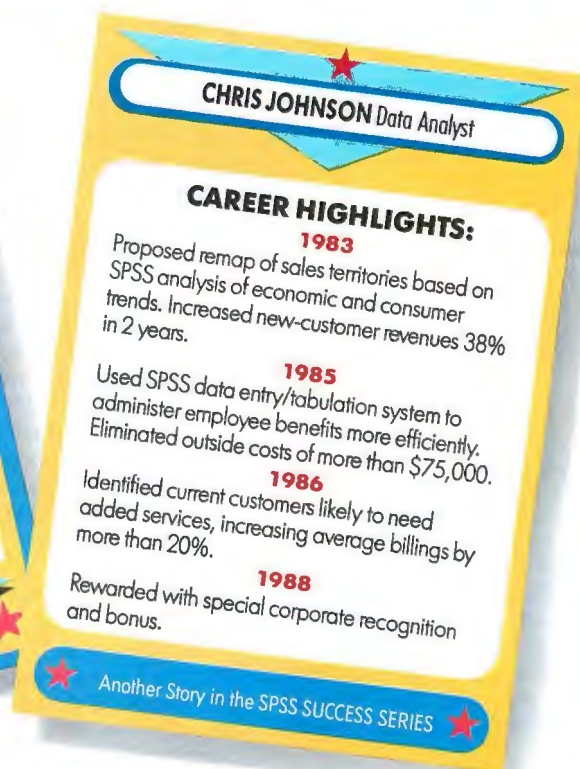 CHRIS JOHNSON Data Analyst
CAREER HIGHLIGHTS:
1983
Proposed remap of sales territories based on
SPSS analysis of economic and consumer
trends. Increased new-customer revenues 38%
in 2 years.
1985
Used SPSS data entry/tabulation system to
administer employee benefits more efficiently.
Eliminated outside costs of more than $75,000.
1986
Identified current customers likely to need
added services, increasing average billings by
more than 20%.
1988
Rewarded with special corporate recognition
and bonus.
Another Story in the SPSS SUCCESS SERIES